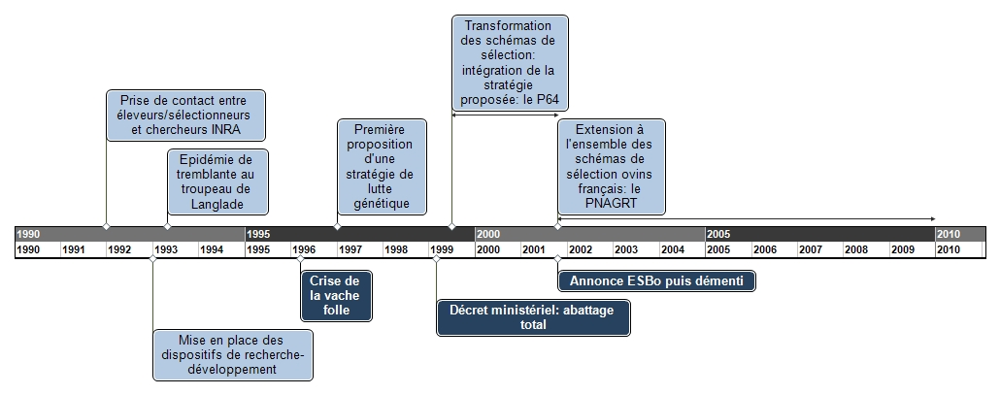 Transformation
des schémas de
sélection:
intégration de la
stratégie
proposée: le P64
Prise de contact entre
éleveurs/sélectionneurs
et chercheurs INRA
Epidémie de
tremblante au
troupeau de
Langlade
Première
proposition
d'une
stratégie de
lutte
génétique
Extension à
l'ensemble des
schémas de
sélection ovins
français: le
PNAGRT
1990 1995 2000 2005 2010
1990 1991 1992 1993 1994 1995 1996 1997 1998 1999 2000 2001 2002 2003 2004 2005 2006 2007 2008 2009 2010
Crise de
la vache
folle
Annonce ESBo puis démenti
Décret ministériel: abattage
total
Mise en place des
dispositifs de recherche-
développement